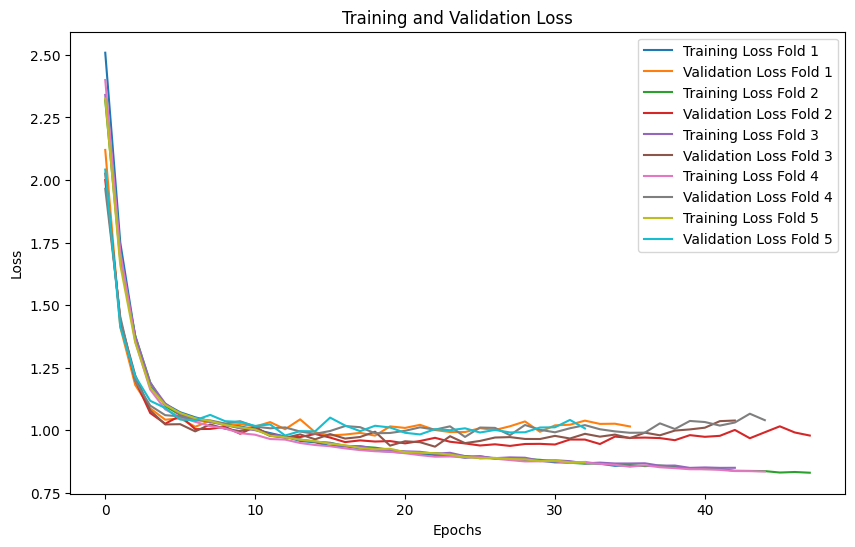 Training and Validation Loss
2.50
2.25
2.00
1.75
1.50
1.25
1.00
0.75
Loss
0
10
20
30
40
Epochs
Training Loss Fold 1
Validation Loss Fold 1
Training Loss Fold 2
Validation Loss Fold 2
Training Loss Fold 3
Validation Loss Fold 3
Training Loss Fold 4
Validation Loss Fold 4
Training Loss Fold 5
Validation Loss Fold 5